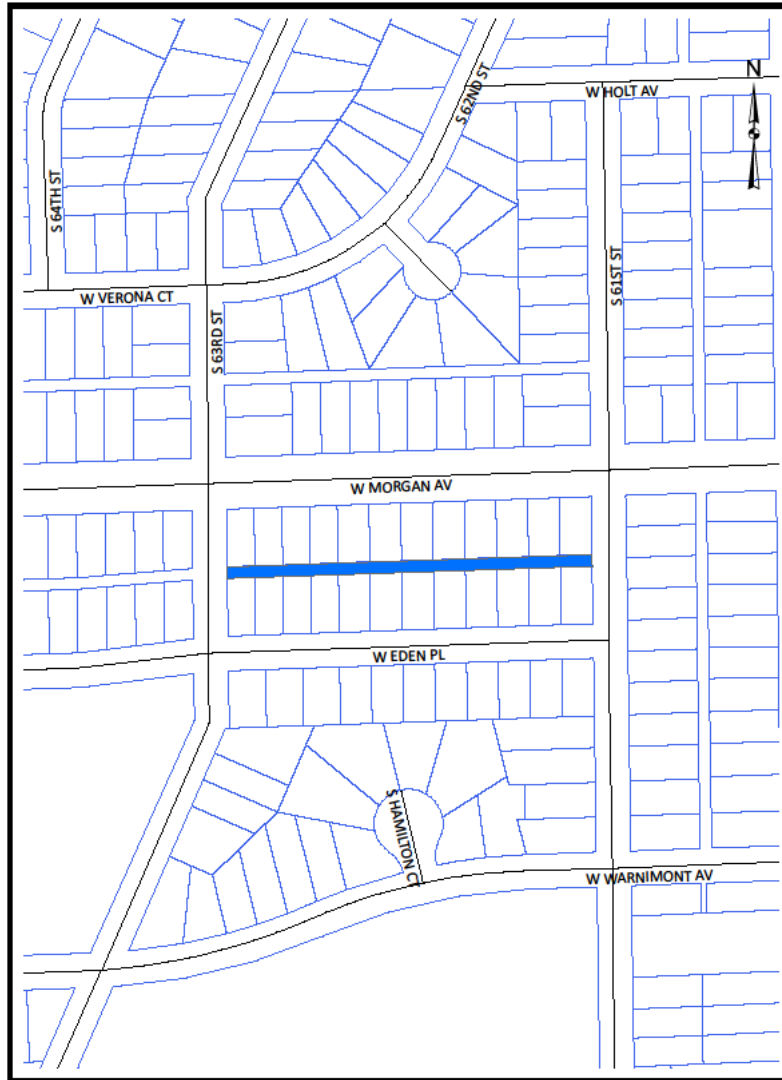 N
W HOLT AV
S 62ND ST
S 64TH ST
S 61ST ST
W VERONA CT
S 63RD ST
W MORGAN AV
W EDEN PL
S HAMILTON CT
W WARNIMONT AV